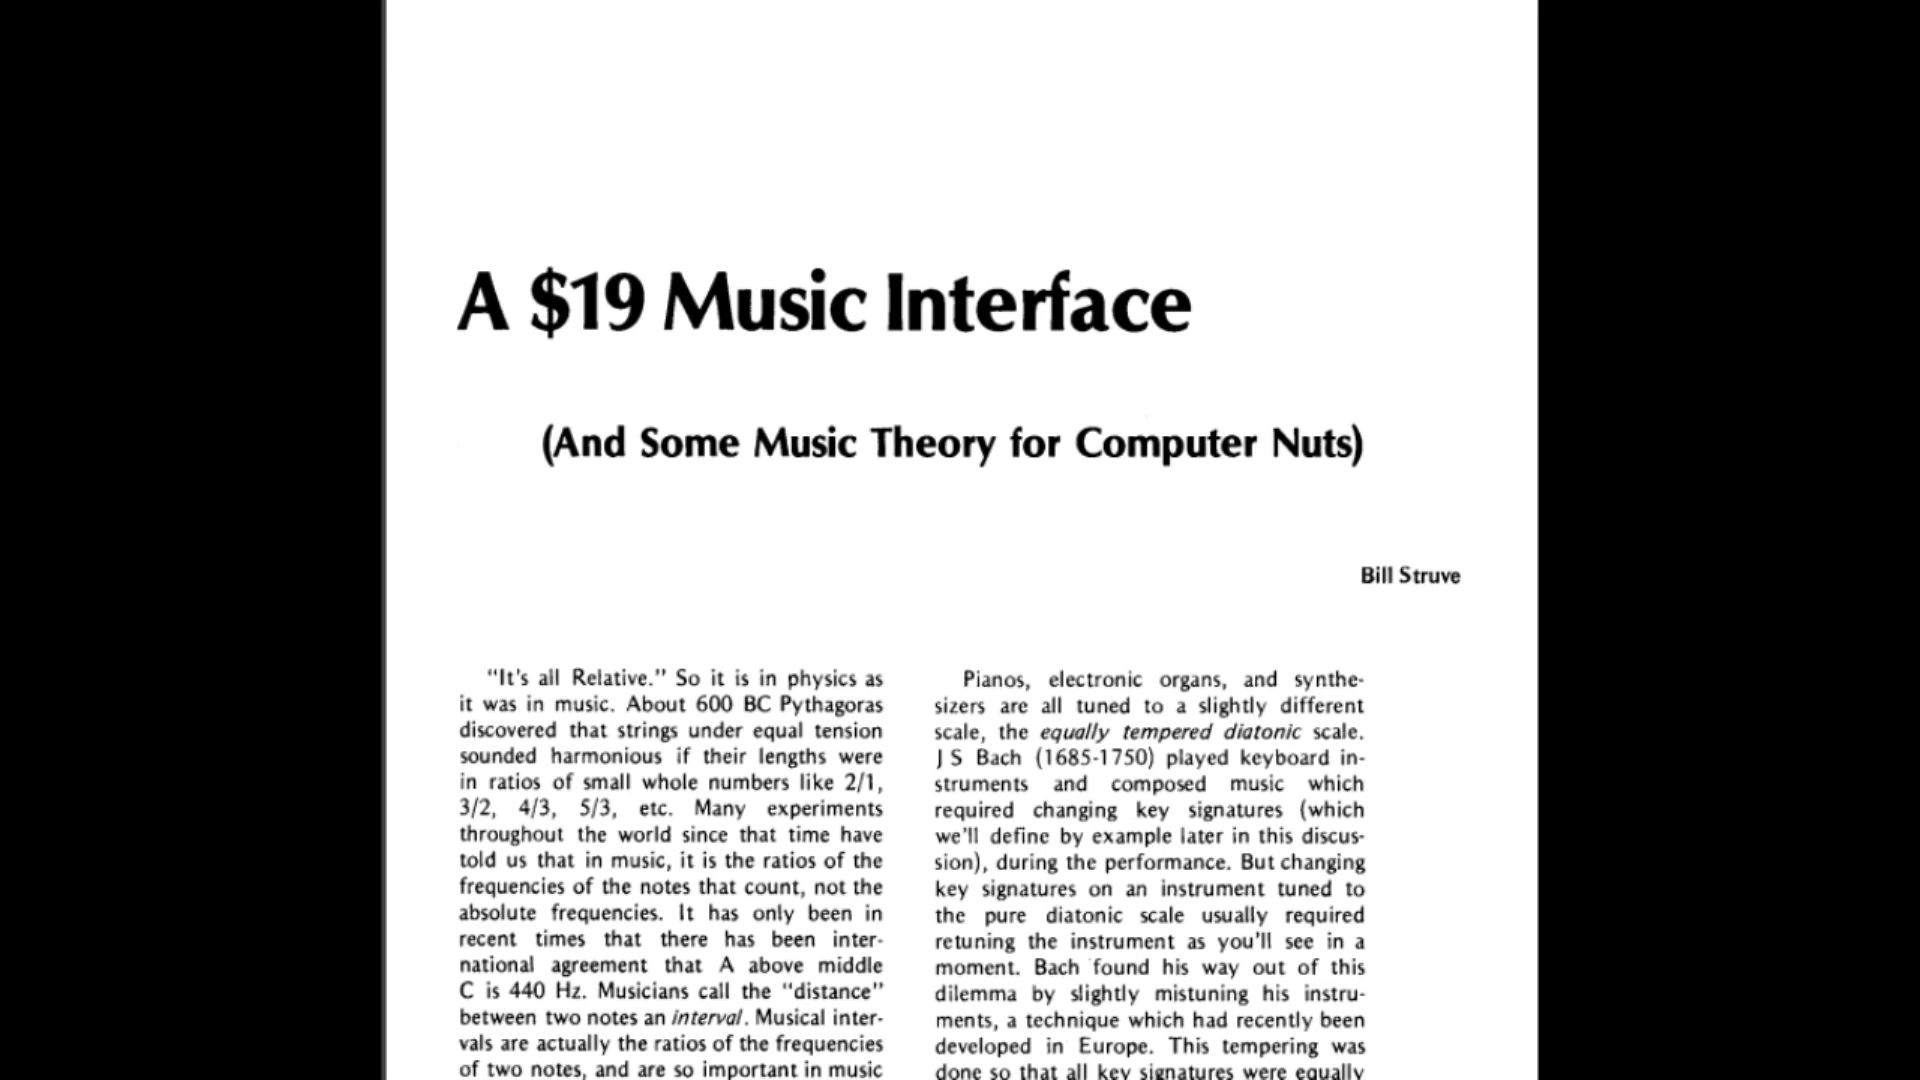 A $19 Music Interface
(And Some Music Theory for Computer Nuts)
Bill Struve
"It's all Relative." So it is in physics as
it was in music. About 600 BC Pythagoras
discovered that strings under equal tension
sounded harmonious if their lengths were
in ratios of small whole numbers like 2/1,
3/2, 4/3, 5/3, etc. Many experiments
throughout the world since that time have
told us that in music, it is the ratios of the
frequencies of the notes that count, not the
absolute frequencies. It has only been in
recent times that there has been inter-
national agreement that A above middle
C is 440 Hz. Musicians call the "distance"
between two notes an interval. Musical inter-
vals are actually the ratios of the frequencies
of two notes, and are so important in music
Pianos, electronic organs, and synthe-
sizers are all tuned to a slightly different
scale, the equally tempered diatonic scale.
J S Bach (1685-1750) played keyboard in-
struments and composed music which
required changing key signatures (which
we'll define by example later in this discus-
sion), during the performance. But changing
key signatures on an instrument tuned to
the pure diatonic scale usually required
retuning the instrument as you'll see in a
moment. Bach found his way out of this
dilemma by slightly mistuning his instru-
ments, a technique which had recently been
developed in Europe. This tempering was
done so that all key signatures were equally